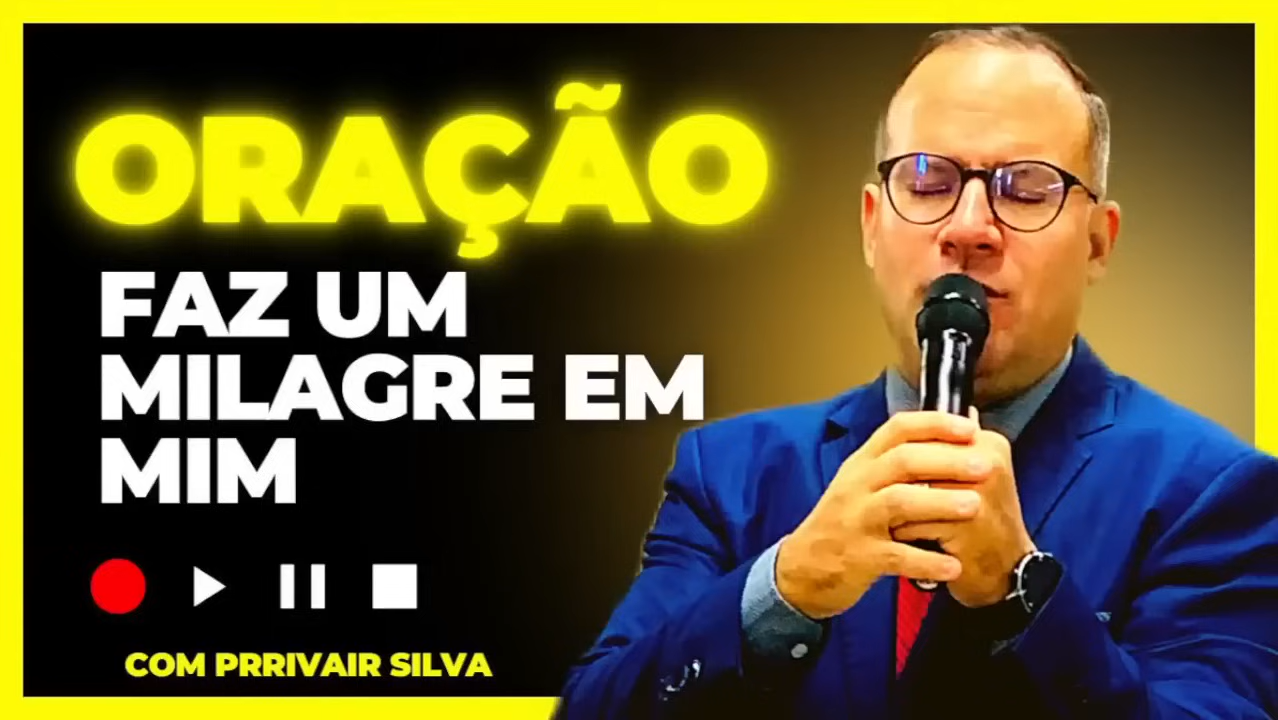 ORAÇÃO
FAZ UM
MILAGRE EM
MIM
COM PRRIVAIR SILVA